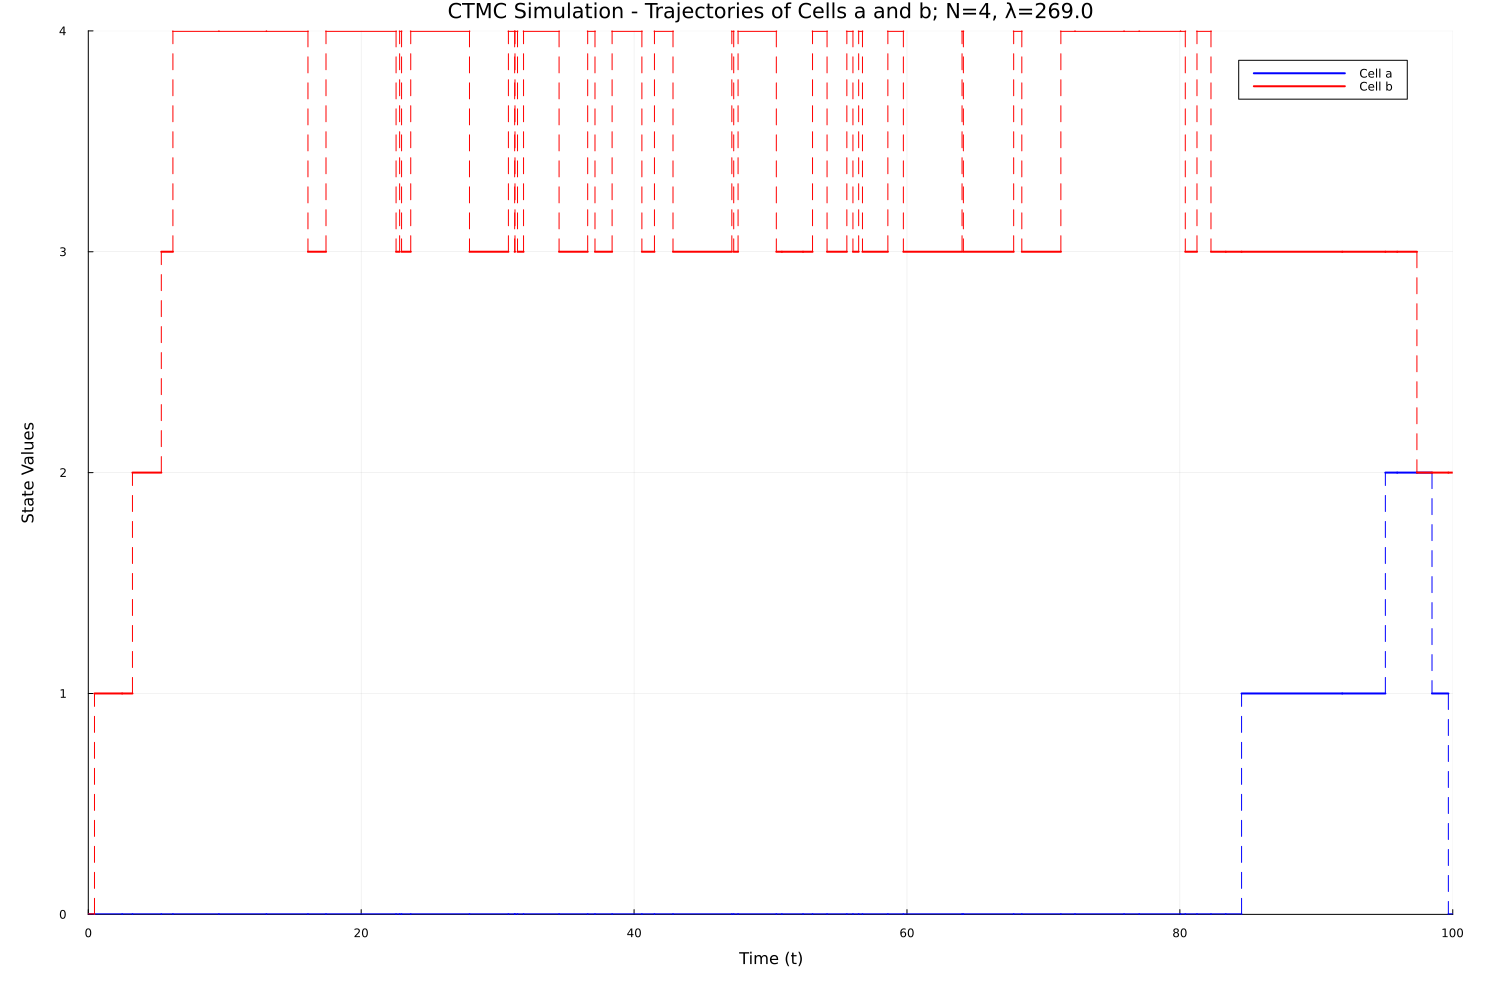 CTMC Simulation - Trajectories of Cells a and b; N=4, λ=269.0
4
Cell a
Cell b
3
State Values
2
1
0
0 20 40 60 80 100
Time (t)